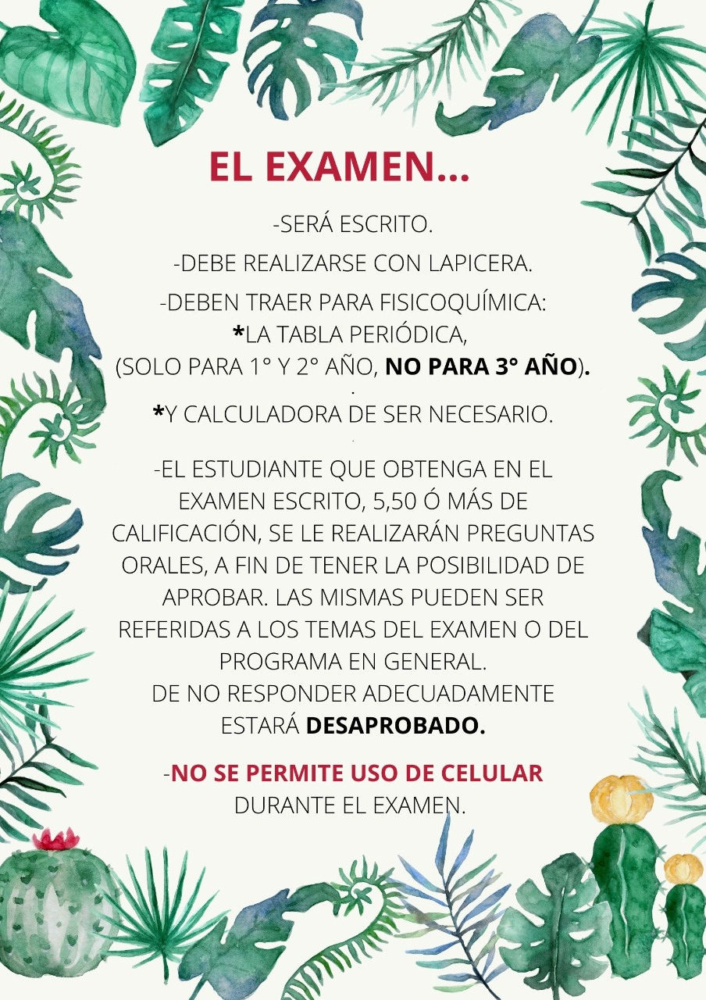 EL EXAMEN...
-SERÁ ESCRITO.
-DEBE REALIZARSE CON LAPICERA.
-DEBEN TRAER PARA FISICOQUÍMICA:
*LA TABLA PERIÓDICA,
(SOLO PARA 1° Y 2° AÑO, NO PARA 3° AÑO).
.
*Y CALCULADORA DE SER NECESARIO.
.
-EL ESTUDIANTE QUE OBTENGA EN EL
EXAMEN ESCRITO, 5,50 Ó MÁS DE
CALIFICACIÓN, SE LE REALIZARÁN PREGUNTAS
ORALES, A FIN DE TENER LA POSIBILIDAD DE
APROBAR. LAS MISMAS PUEDEN SER
REFERIDAS A LOS TEMAS DEL EXAMEN O DEL
PROGRAMA EN GENERAL.
DE NO RESPONDER ADECUADAMENTE
ESTARÁ DESAPROBADO.
-NO SE PERMITE USO DE CELULAR
DURANTE EL EXAMEN.